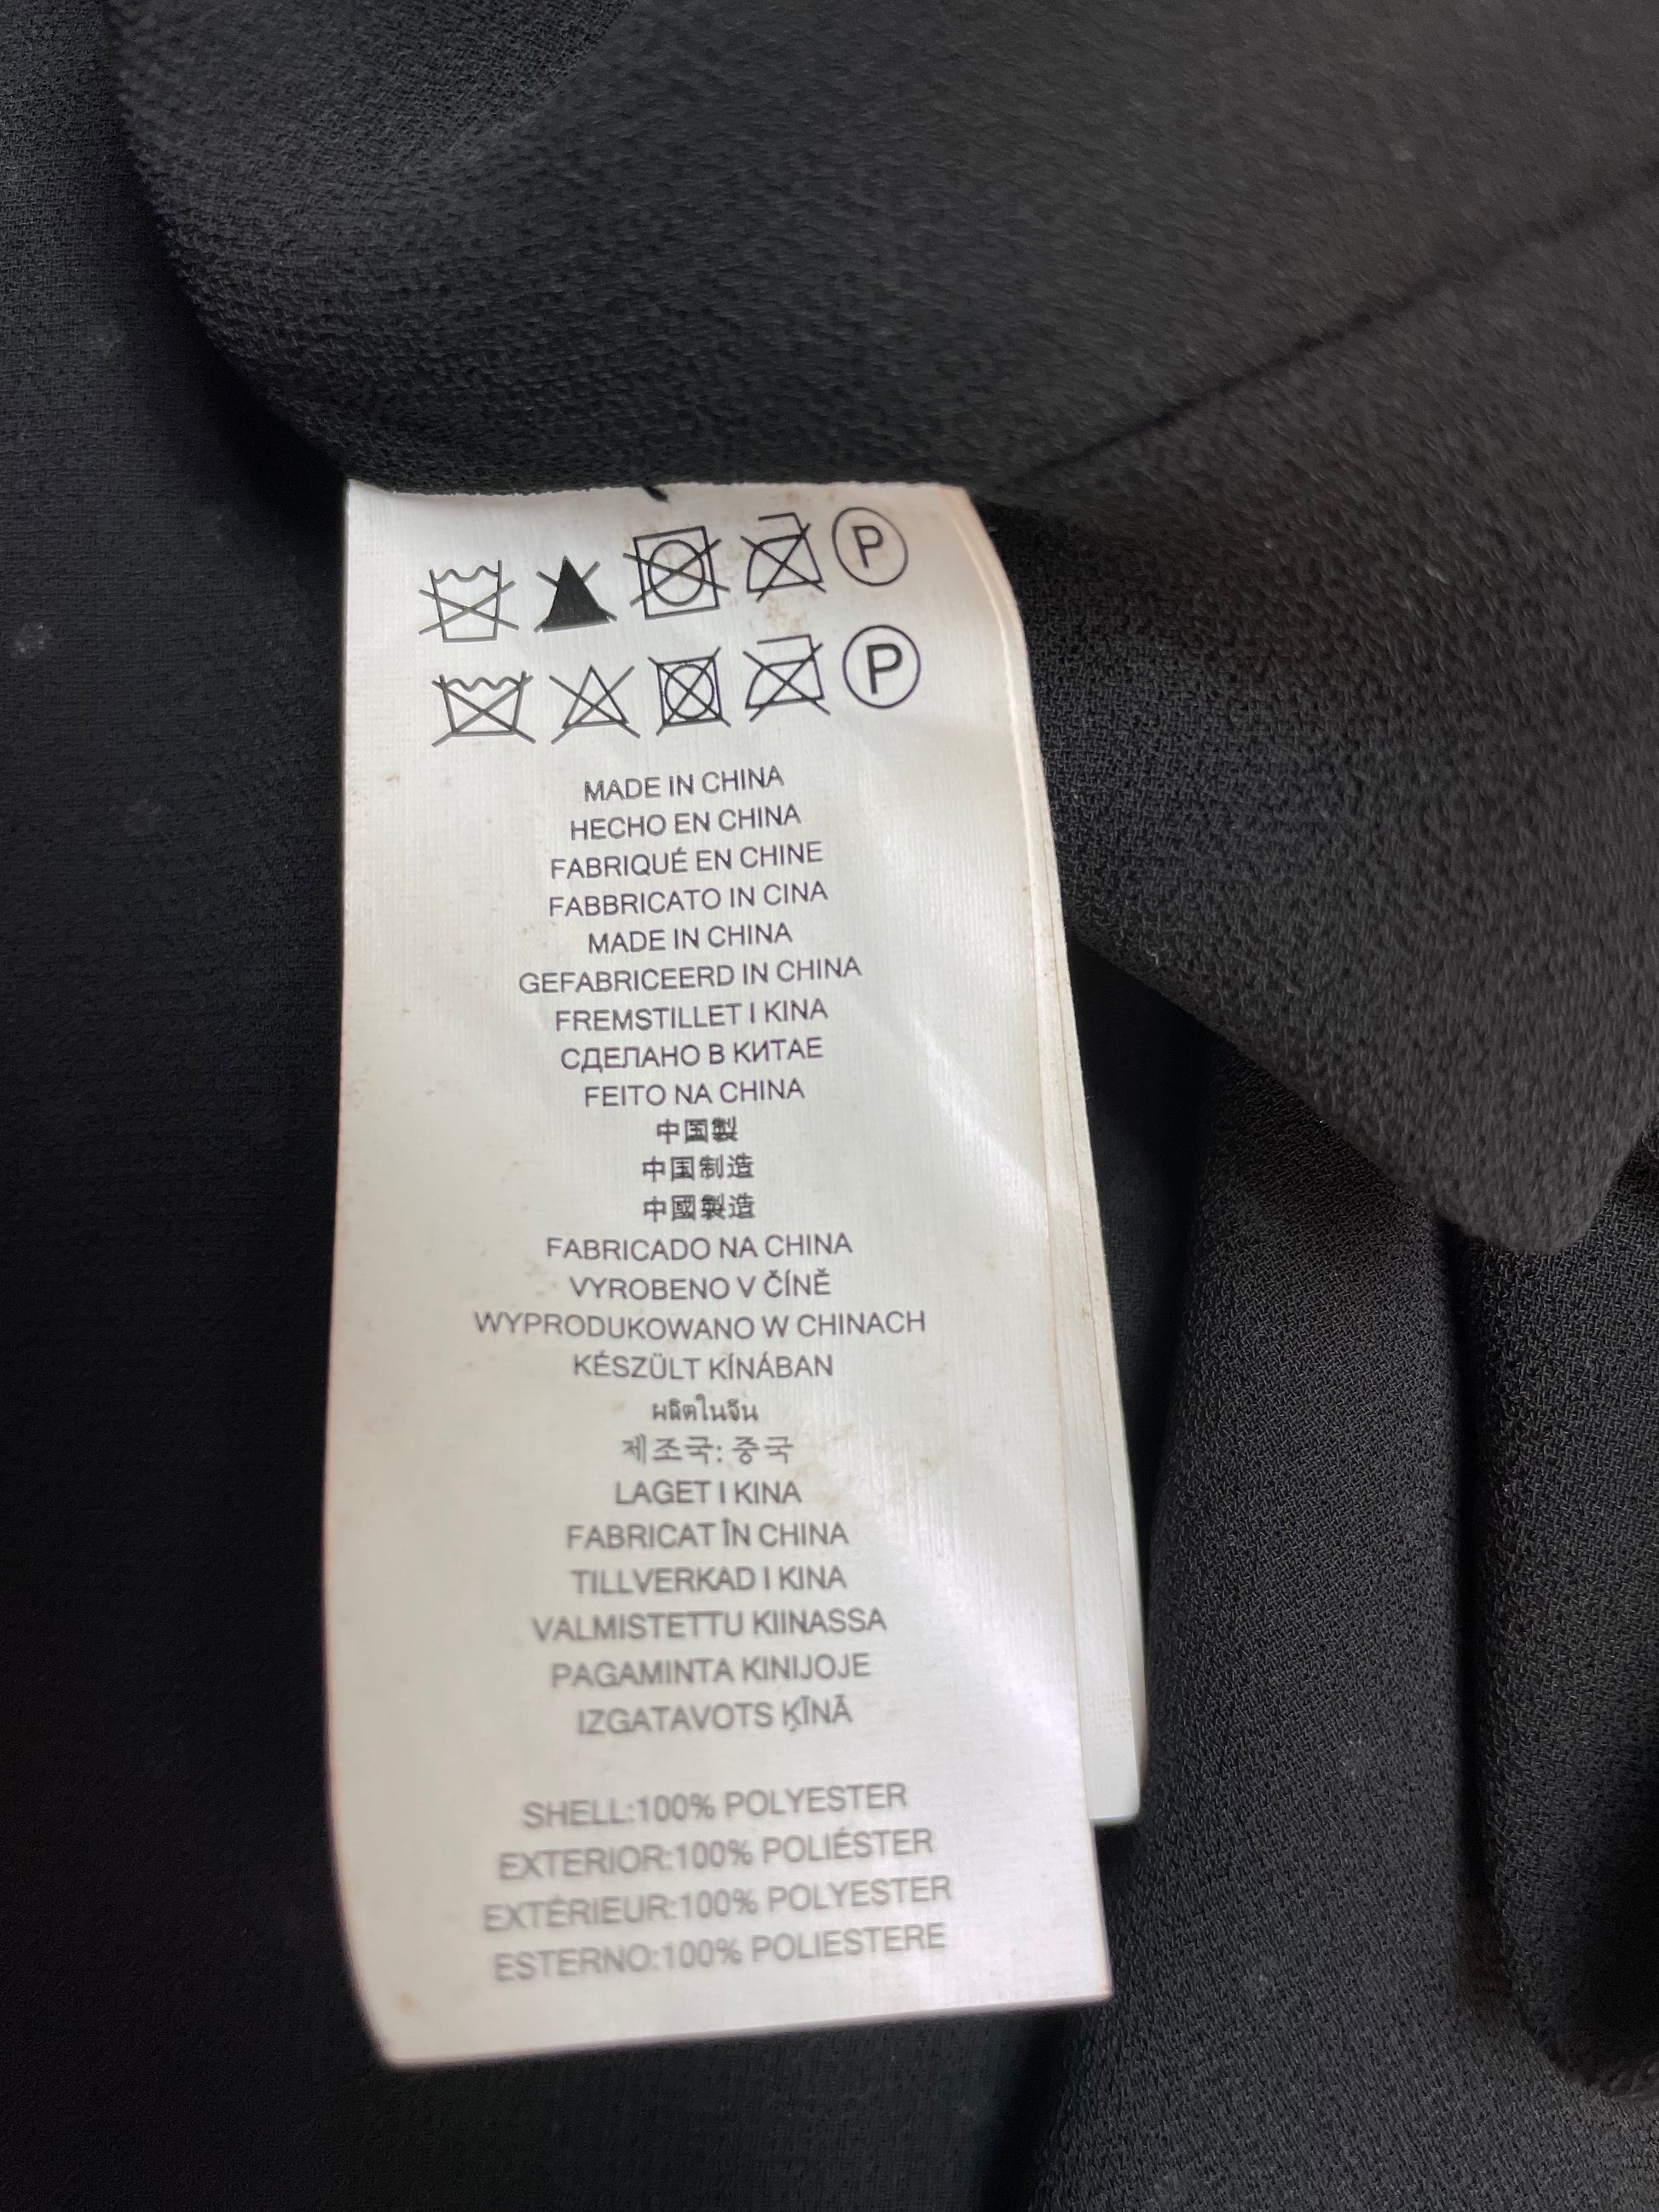 P
P
MADE IN CHINA
HECHO EN CHINA
FABRIQUÉ EN CHINE
FABBRICATO IN CINA
MADE IN CHINA
GEFABRICEERD IN CHINA
FREMSTILLET I KINA
СДЕЛАНО В КИТАЕ
FEITO NA CHINA
中国製
中国制造
中國製造
FABRICADO NA CHINA
VYROBENO V ČÍNĚ
WYPRODUKOWANO W CHINACH
KÉSZÜLT KÍNÁBAN
ผลิตในจีน
제조국: 중국
LAGET I KINA
FABRICAT ÎN CHINA
TILLVERKAD I KINA
VALMISTETTU KIINASSA
PAGAMINTA KINIJOJE
IZGATAVOTS ĶĪNĀ
SHELL:100% POLYESTER
EXTERIOR:100% POLIÉSTER
EXTÉRIEUR:100% POLYESTER
ESTERNO:100% POLIESTERE